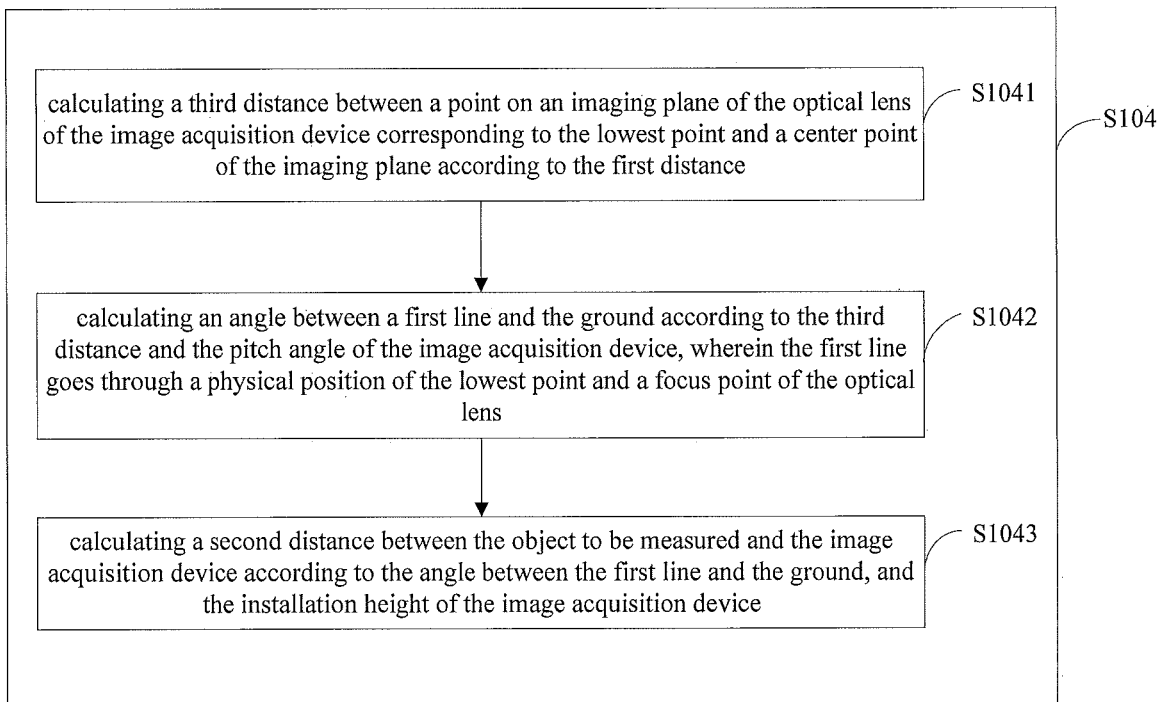 calculating a third distance between a point on an imaging plane of the optical lens
of the image acquisition device corresponding to the lowest point and a center point
of the imaging plane according to the first distance
S1041
S104
calculating an angle between a first line and the ground according to the third
distance and the pitch angle of the image acquisition device, wherein the first line
goes through a physical position of the lowest point and a focus point of the optical
lens
S1042
calculating a second distance between the object to be measured and the image
acquisition device according to the angle between the first line and the ground, and
the installation height of the image acquisition device
S1043